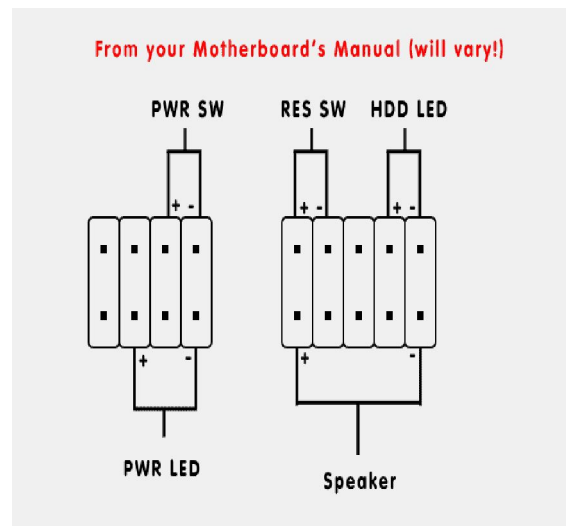 From your Motherboard's Manual (will vary!)
PWR SW RES SW HDD LED
+ - + - + -
+ - + -
PWR LED
Speaker